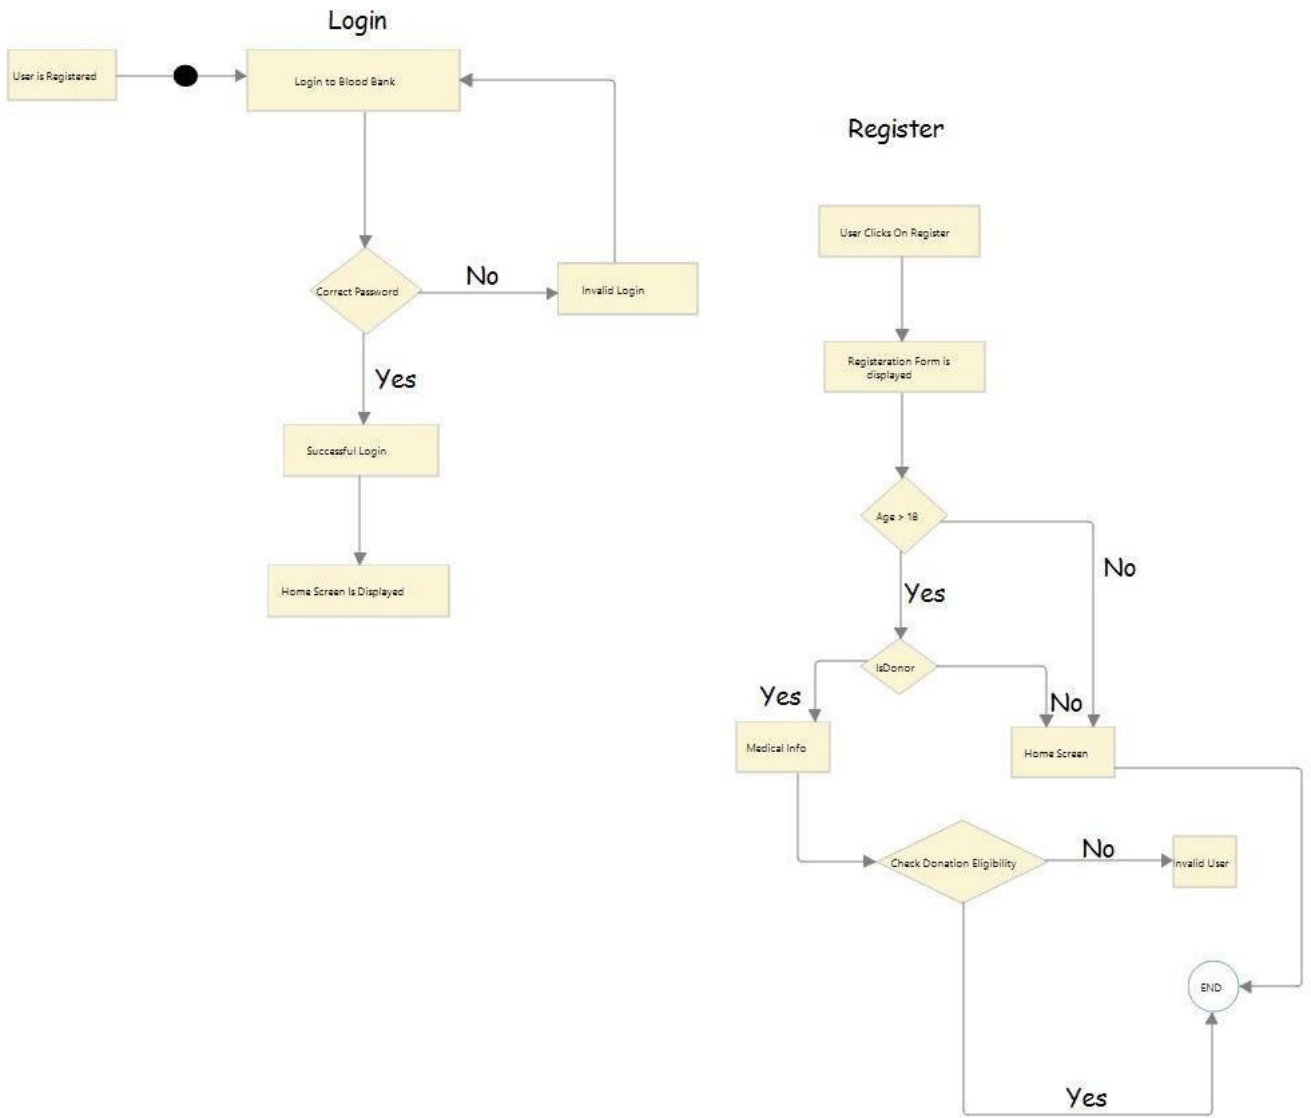 Login
User is Registered
Login to Blood Bank
Correct Password
No
Invalid Login
Yes
Successful Login
Home Screen Is Displayed
Register
User Clicks On Register
Registeration Form is
displayed
Age > 18
No
Yes
IsDonor
Yes
No
Medical Info
Home Screen
Check Donation Eligibility
No
nvalid User
END
Yes